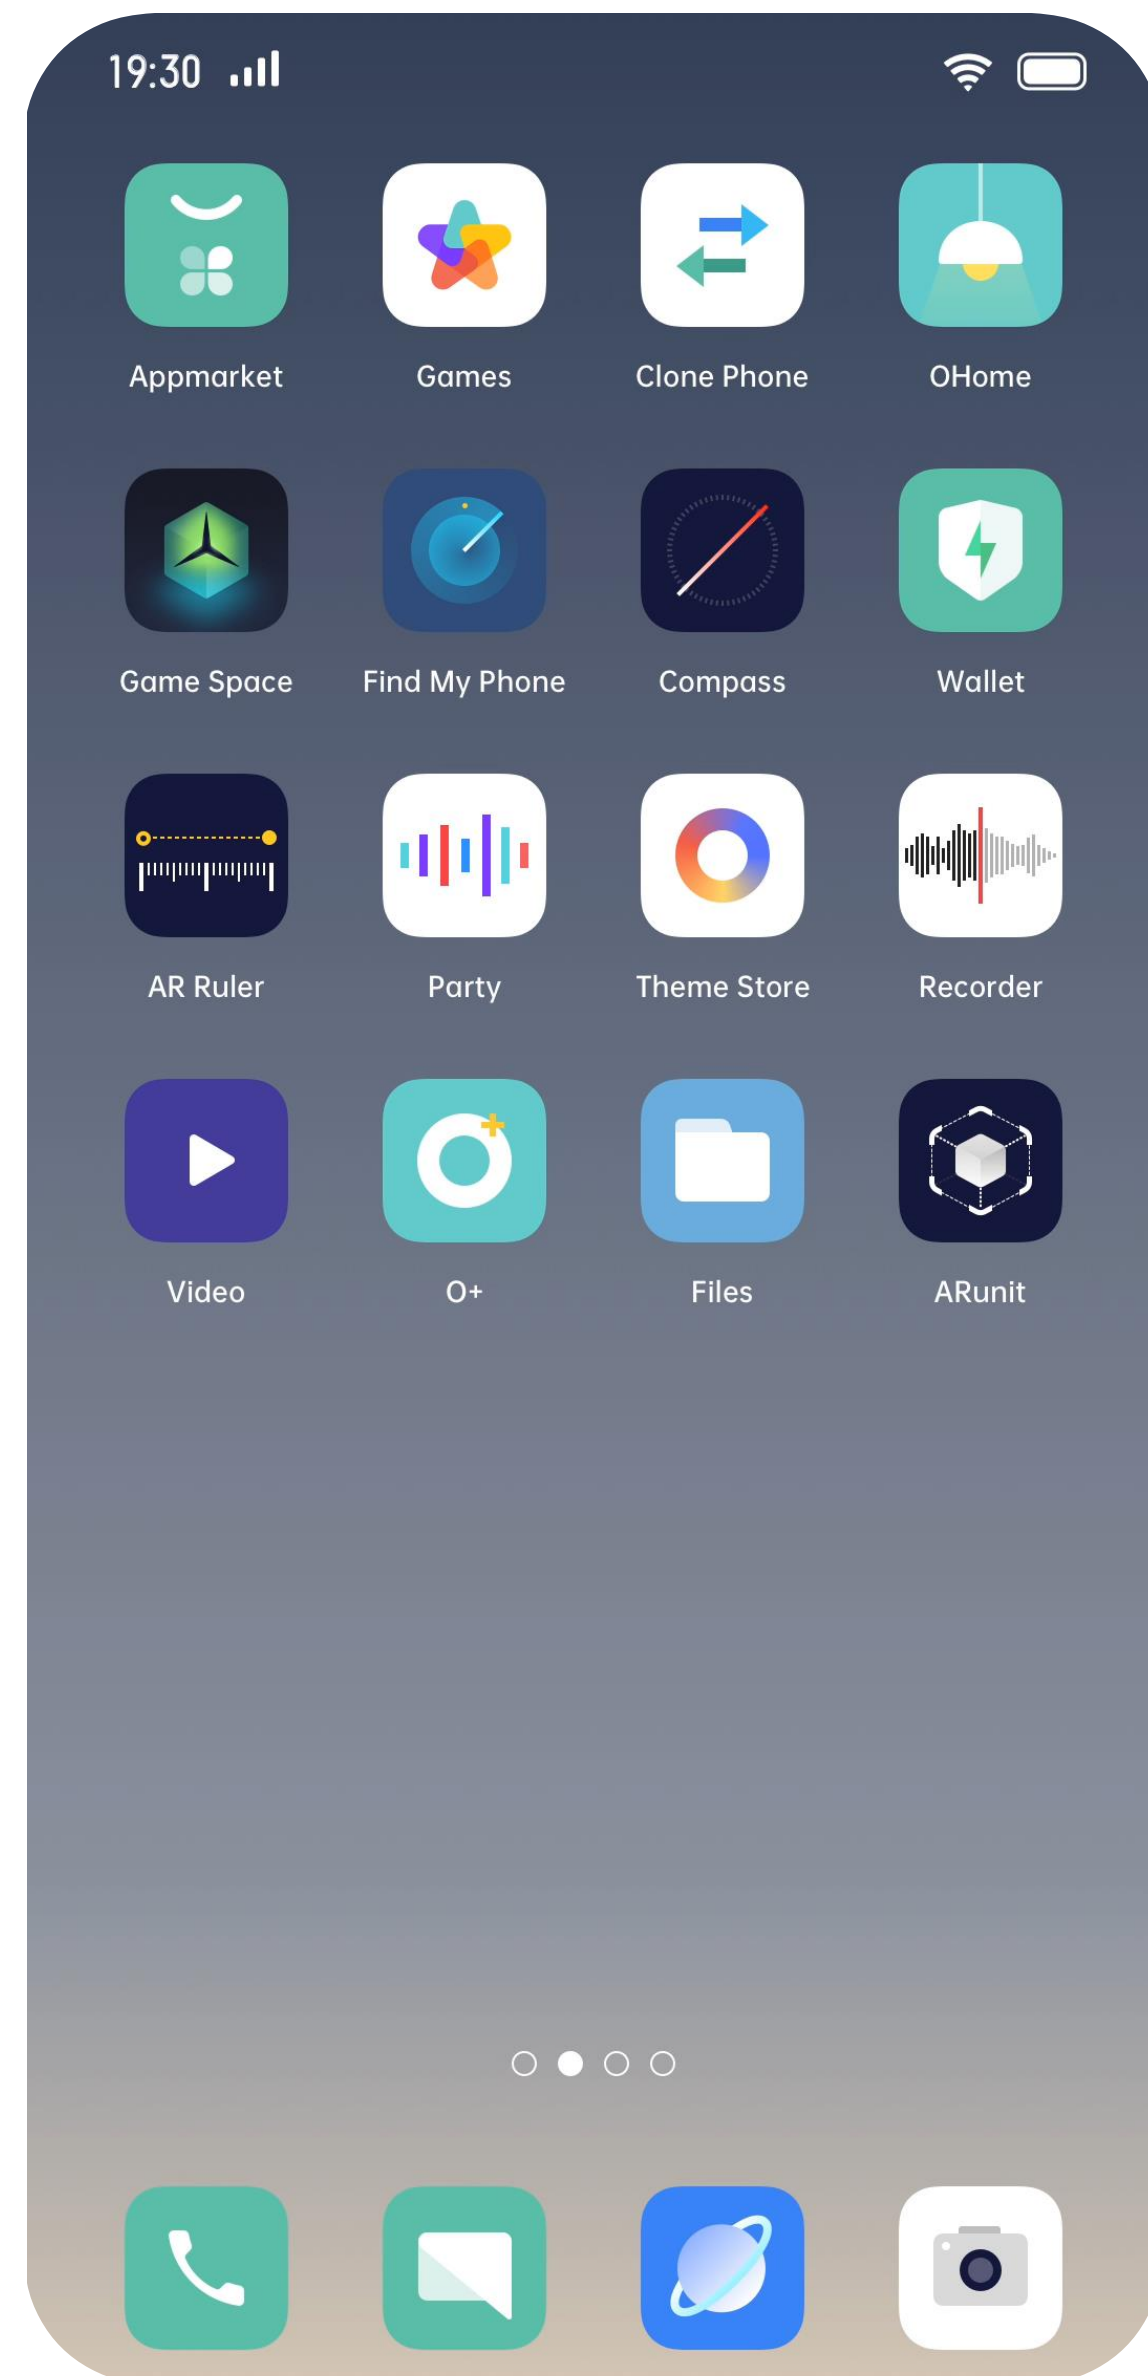 19:30
Appmarket Games Clone Phone OHome
Game Space Find My Phone Compass Wallet
AR Ruler Party Theme Store Recorder
Video O+ Files ARunit